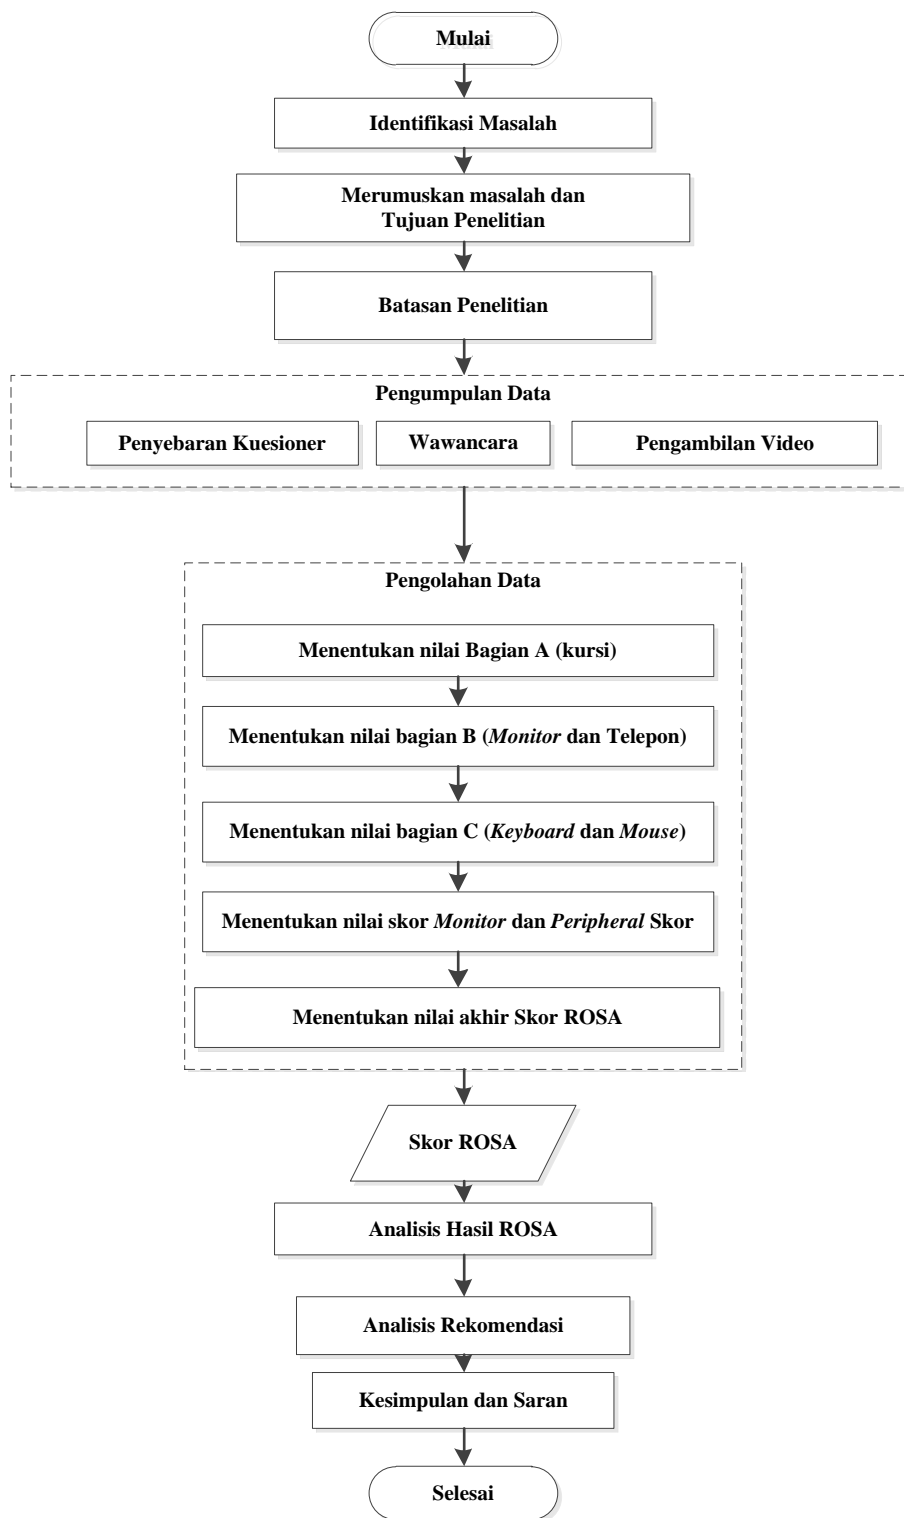 Mulai
Identifikasi Masalah
Merumuskan masalah dan
Tujuan Penelitian
Batasan Penelitian
Pengumpulan Data
Penyebaran Kuesioner
Wawancara
Pengambilan Video
Pengolahan Data
Menentukan nilai Bagian A (kursi)
Menentukan nilai bagian B (Monitor dan Telepon)
Menentukan nilai bagian C (Keyboard dan Mouse)
Menentukan nilai skor Monitor dan Peripheral Skor
Menentukan nilai akhir Skor ROSA
Skor ROSA
Analisis Hasil ROSA
Analisis Rekomendasi
Kesimpulan dan Saran
Selesai